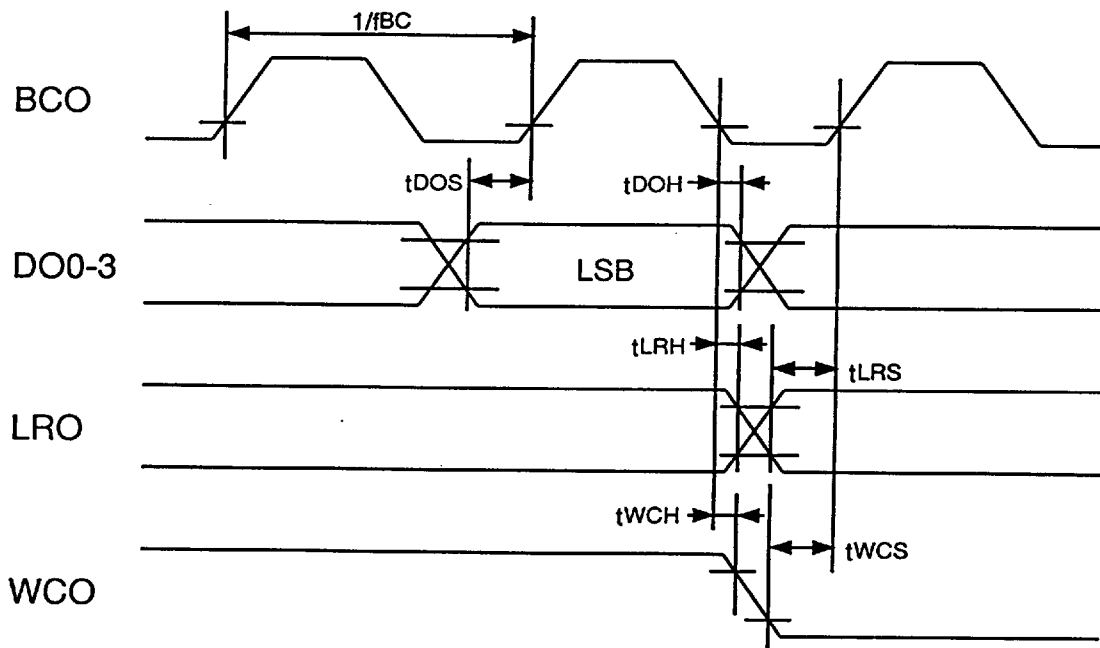 1/fBC
BCO
tDOS
tDOH
DO0-3
LSB
tLRH
tLRS
LRO
tWCH
tWCS
WCO